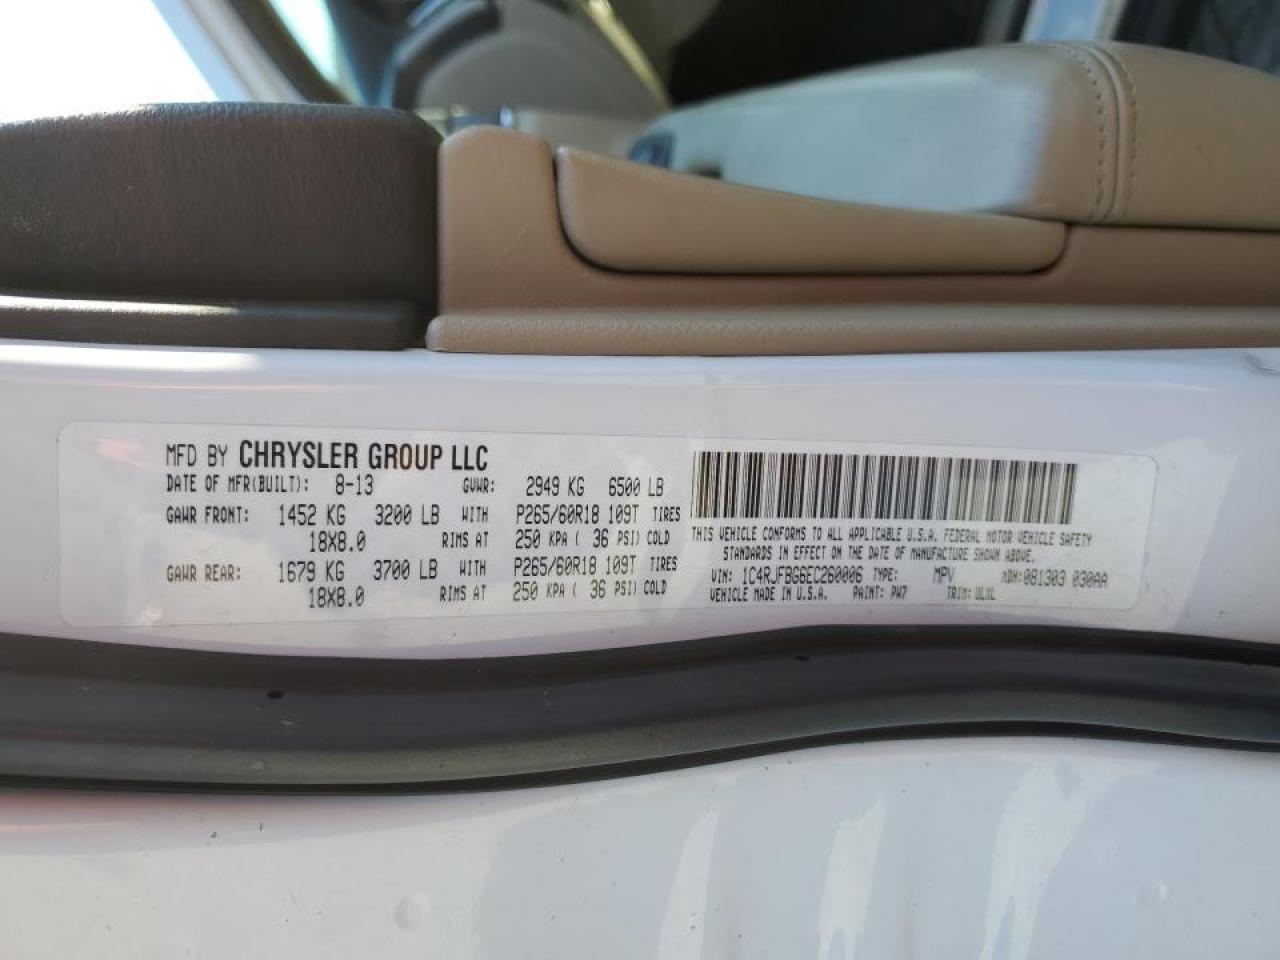 MFD BY CHRYSLER GROUP LLC
DATE OF MFR(BUILT): 8-13 GVWR: 2949 KG 6500 LB
GAWR FRONT: 1452 KG 3200 LB WITH P265/60R18 109T TIRES
18X8.0 RIMS AT 250 KPA ( 36 PSI) COLD
GAWR REAR: 1679 KG 3700 LB WITH P265/60R18 109T TIRES
18X8.0 RIMS AT 250 KPA ( 36 PSI) COLD
THIS VEHICLE CONFORMS TO ALL APPLICABLE U.S.A. FEDERAL MOTOR VEHICLE SAFETY
STANDARDS IN EFFECT ON THE DATE OF MANUFACTURE SHOWN ABOVE.
VIN: 1C4RJFBG6EC260006 TYPE: MPV MDH: 081303 030AA
VEHICLE MADE IN U.S.A. PAINT: PW7 TRIM: